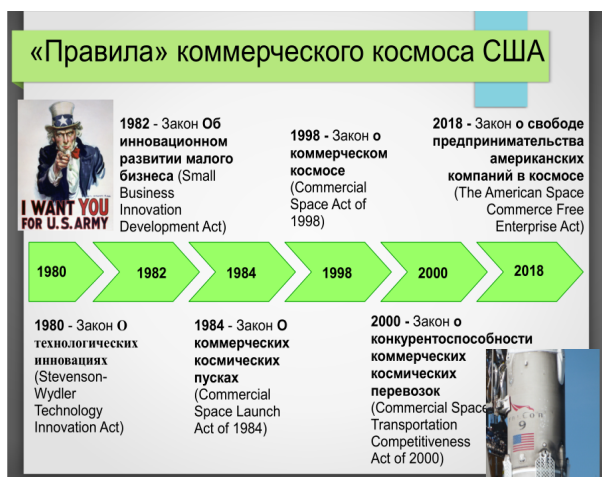 «Правила» коммерческого космоса США
1982 - Закон Об
инновационном
развитии малого
бизнеса (Small
Business
Innovation
Development Act)
1998 - Закон о
коммерческом
космосе
(Commercial
Space Act of
1998)
2018 - Закон о свободе
предпринимательства
американских
компаний в космосе
(The American Space
Commerce Free
Enterprise Act)
I WANT YOU
FOR U.S. ARMY
1980
1982
1984
1998
2000
2018
1980 - Закон О
технологических
инновациях
(Stevenson-
Wydler
Technology
Innovation Act)
1984 - Закон О
коммерческих
космических
пусках
(Commercial
Space Launch
Act of 1984)
2000 - Закон о
конкурентоспособности
коммерческих
космических
перевозок
(Commercial Space
Transportation
Competitiveness
Act of 2000)
9